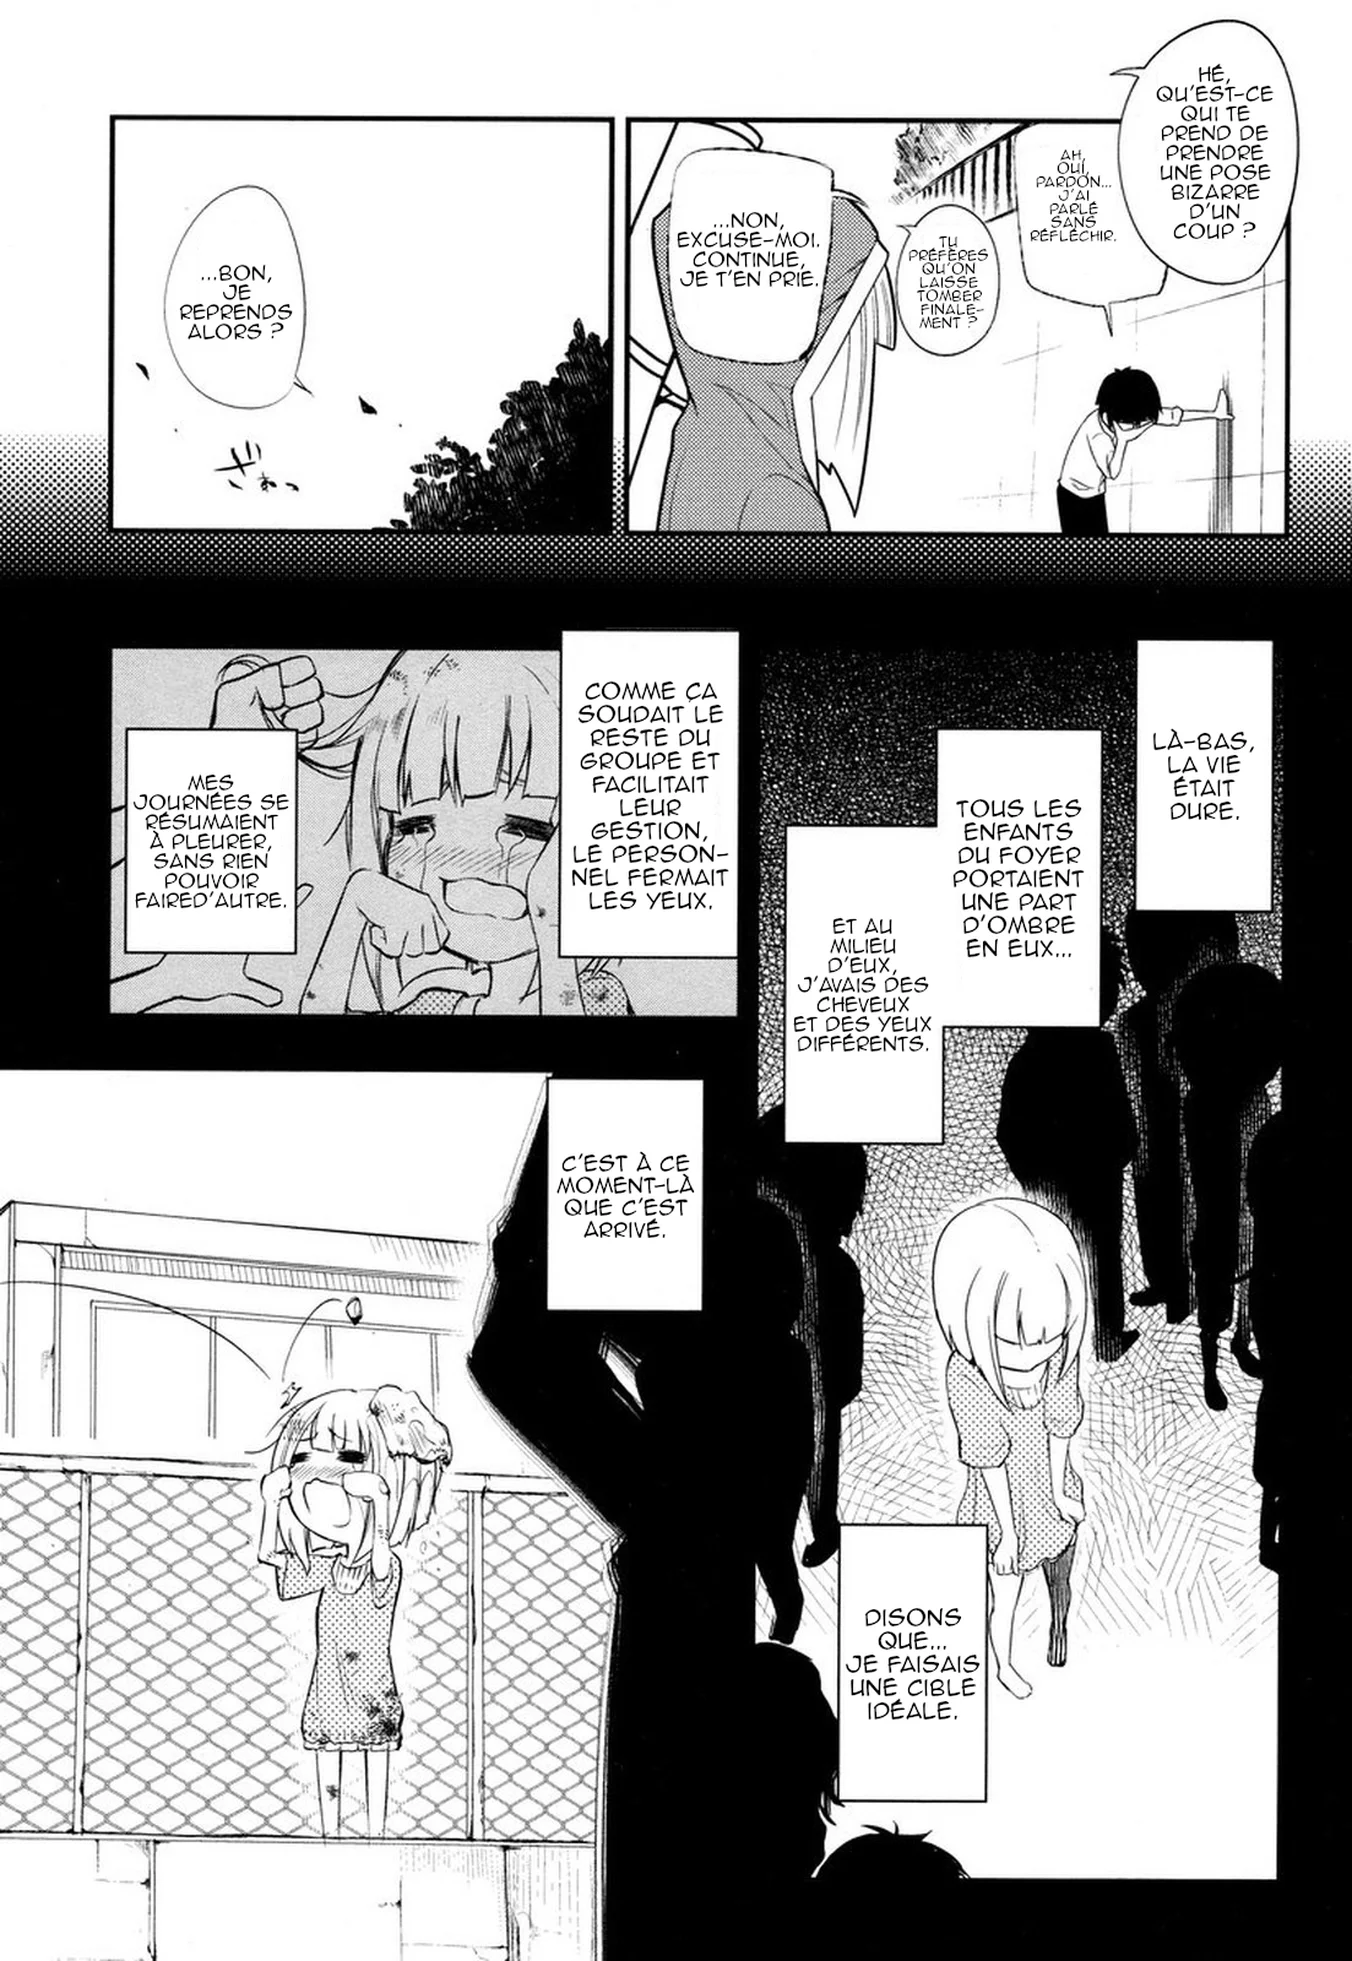 HÉ,
QU'EST-CE
QUI TE
PREND DE
PRENDRE
UNE POSE
BIZARRE
D'UN
COUP ?
AH,
OUI,
PARDON...
J'AI
PARLÉ
SANS
RÉFLÉCHIR.
TU
PRÉFÈRES
QU'ON
LAISSE
TOMBER
FINALE-
MENT ?
...NON,
EXCUSE-MOI.
CONTINUE,
JE T'EN PRIE.
...BON,
JE
REPRENDS
ALORS ?
ざぁっ
LÀ-BAS,
LA VIE
ÉTAIT
DURE.
TOUS LES
ENFANTS
DU FOYER
PORTAIENT
UNE PART
D'OMBRE
EN EUX...
ET AU
MILIEU
D'EUX,
J'AVAIS DES
CHEVEUX
ET DES YEUX
DIFFÉRENTS.
DISONS
QUE...
JE FAISAIS
UNE CIBLE
IDÉALE.
COMME ÇA
SOUDAIT LE
RESTE DU
GROUPE ET
FACILITAIT
LEUR
GESTION,
LE PERSON-
NEL FERMAIT
LES YEUX.
MES
JOURNÉES SE
RÉSUMAIENT
À PLEURER,
SANS RIEN
POUVOIR
FAIRED'AUTRE.
C'EST À CE
MOMENT-LÀ
QUE C'EST
ARRIVÉ.